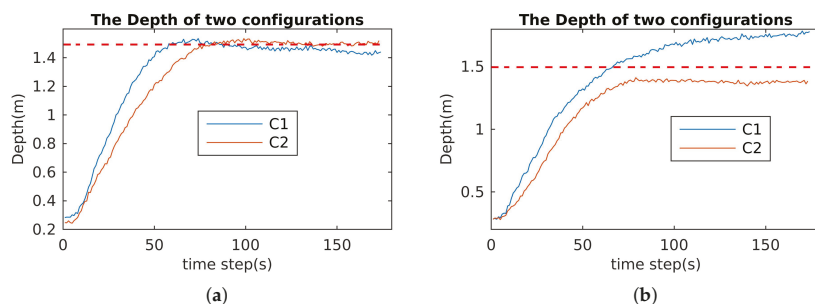 The Depth of two configurations
1.4
1.2
1
0.8
0.6
0.4
0.2
Depth(m)
C1
C2
0
50
100
150
time step(s)
(a)
The Depth of two configurations
1.5
1
0.5
Depth(m)
C1
C2
0
50
100
150
time step(s)
(b)